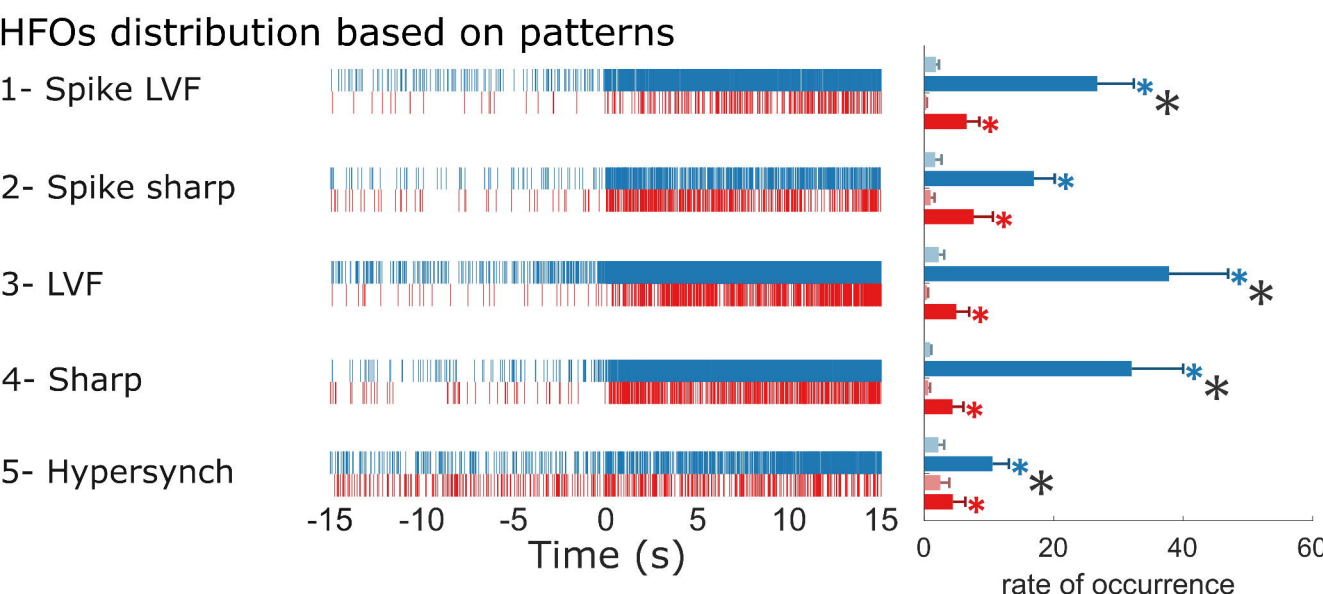 HFOs distribution based on patterns
1- Spike LVF
2- Spike sharp
3- LVF
4- Sharp
5- Hypersynch
-15 -10 -5 0 5 10 15
Time (s)
0 20 40 60
rate of occurrence